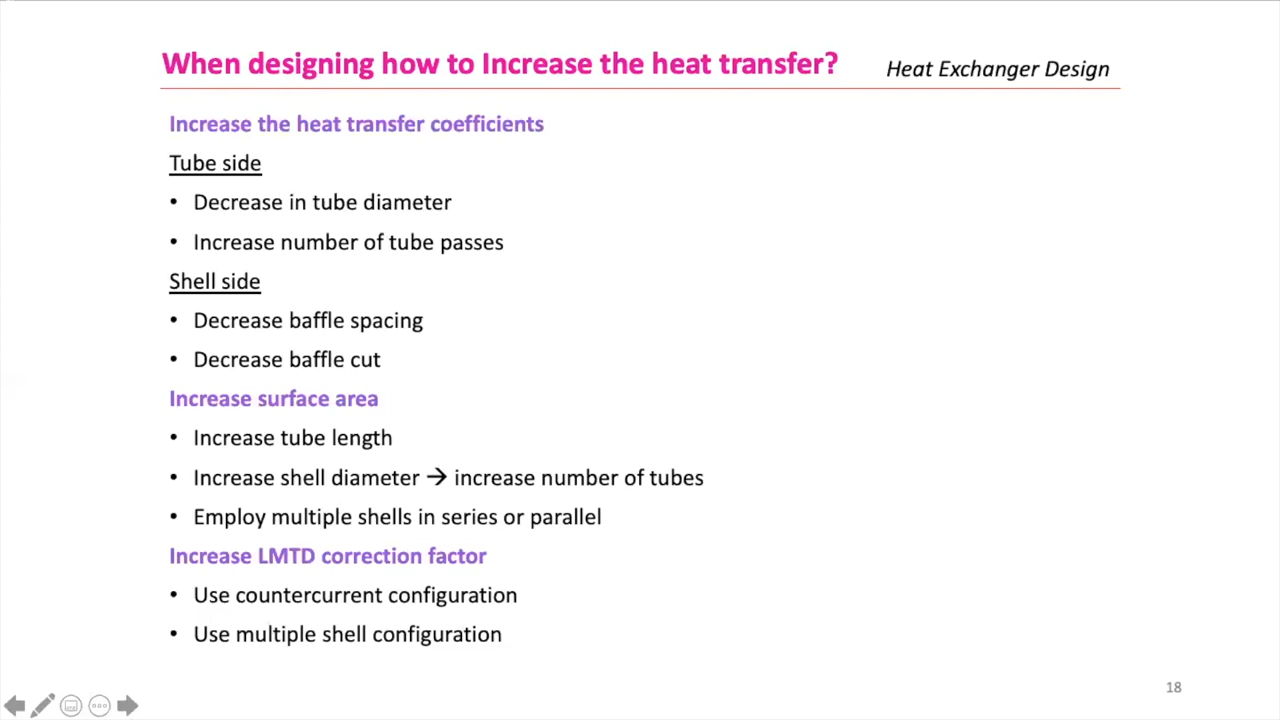 When designing how to Increase the heat transfer?
Heat Exchanger Design
Increase the heat transfer coefficients
Tube side
• Decrease in tube diameter
• Increase number of tube passes
Shell side
• Decrease baffle spacing
• Decrease baffle cut
Increase surface area
• Increase tube length
• Increase shell diameter → increase number of tubes
• Employ multiple shells in series or parallel
Increase LMTD correction factor
• Use countercurrent configuration
• Use multiple shell configuration
18